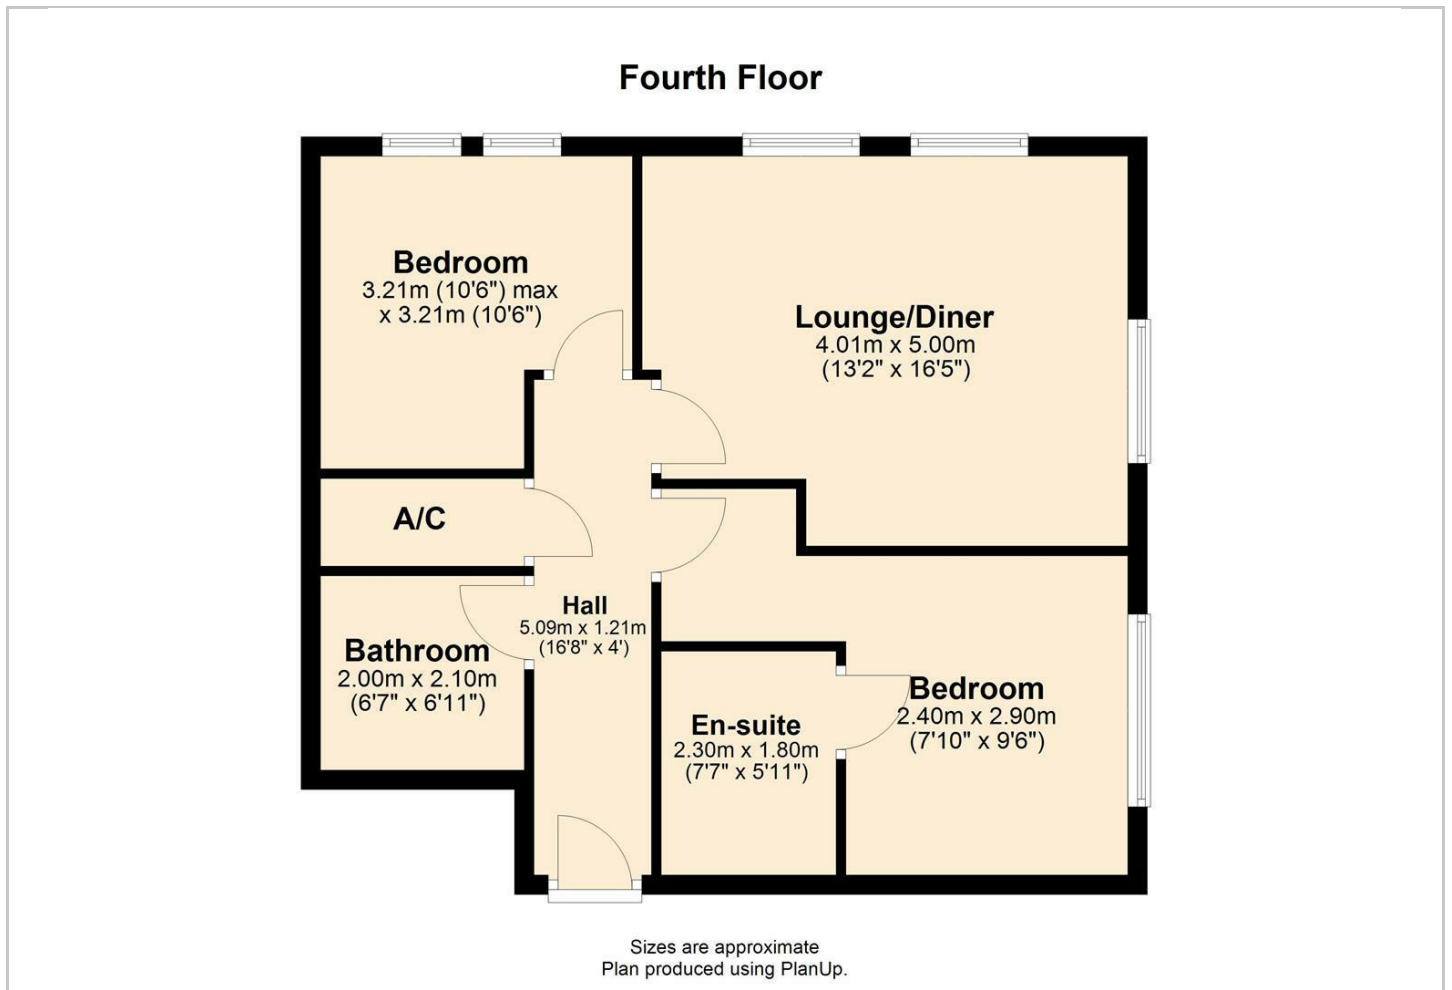 Fourth Floor
Bedroom
3.21m (10'6") max
x 3.21m (10'6")
Lounge/Diner
4.01m x 5.00m
(13'2" x 16'5")
A/C
Hall
5.09m x 1.21m
(16'8" x 4')
Bathroom
2.00m x 2.10m
(6'7" x 6'11")
En-suite
2.30m x 1.80m
(7'7" x 5'11")
Bedroom
2.40m x 2.90m
(7'10" x 9'6")
Sizes are approximate
Plan produced using PlanUp.